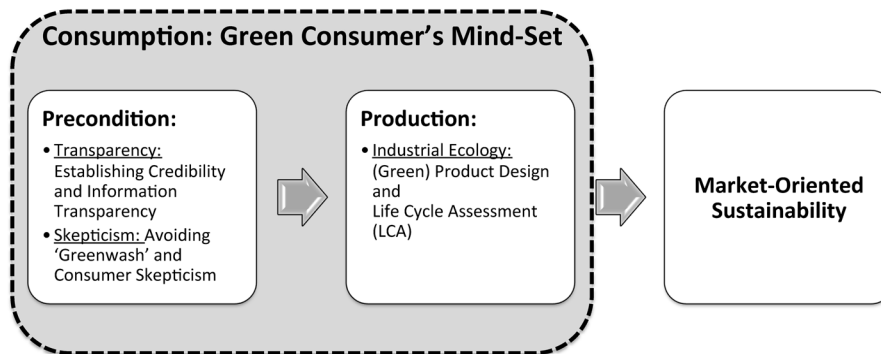 Consumption: Green Consumer’s Mind-Set
Precondition:
• Transparency:
Establishing Credibility
and Information
Transparency
• Skepticism: Avoiding
‘Greenwash’ and
Consumer Skepticism
Production:
• Industrial Ecology:
(Green) Product Design
and
Life Cycle Assessment
(LCA)
Market-Oriented
Sustainability